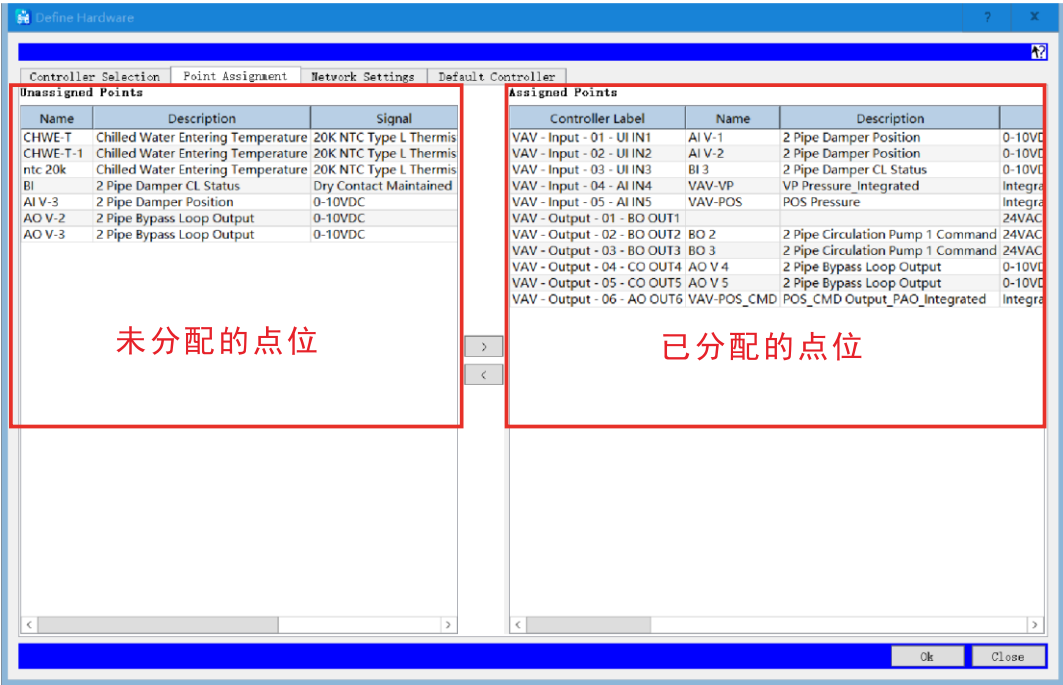 Define Hardware
?
X
?
Controller Selection Point Assignment Network Settings Default Controller
Unassigned Points
Name Description Signal
CHWE-T Chilled Water Entering Temperature 20K NTC Type L Thermis
CHWE-T-1 Chilled Water Entering Temperature 20K NTC Type L Thermis
ntc 20k Chilled Water Entering Temperature 20K NTC Type L Thermis
BI 2 Pipe Damper CL Status Dry Contact Maintained
AI V-3 2 Pipe Damper Position 0-10VDC
AO V-2 2 Pipe Bypass Loop Output 0-10VDC
AO V-3 2 Pipe Bypass Loop Output 0-10VDC
未分配的点位
>
<
Assigned Points
Controller Label Name Description
VAV - Input - 01 - UI IN1 AI V-1 2 Pipe Damper Position 0-10VD
VAV - Input - 02 - UI IN2 AI V-2 2 Pipe Damper Position 0-10VD
VAV - Input - 03 - UI IN3 BI 3 2 Pipe Damper CL Status 0-10VD
VAV - Input - 04 - AI IN4 VAV-VP VP Pressure_Integrated Integra
VAV - Input - 05 - AI IN5 VAV-POS POS Pressure Integra
VAV - Output - 01 - BO OUT1 24VAC
VAV - Output - 02 - BO OUT2 BO 2 2 Pipe Circulation Pump 1 Command 24VAC
VAV - Output - 03 - BO OUT3 BO 3 2 Pipe Circulation Pump 1 Command 24VAC
VAV - Output - 04 - CO OUT4 AO V 4 2 Pipe Bypass Loop Output 0-10VD
VAV - Output - 05 - CO OUT5 AO V 5 2 Pipe Bypass Loop Output 0-10VD
VAV - Output - 06 - AO OUT6 VAV-POS_CMD POS_CMD Output_PAO_Integrated Integra
已分配的点位
Ok Close